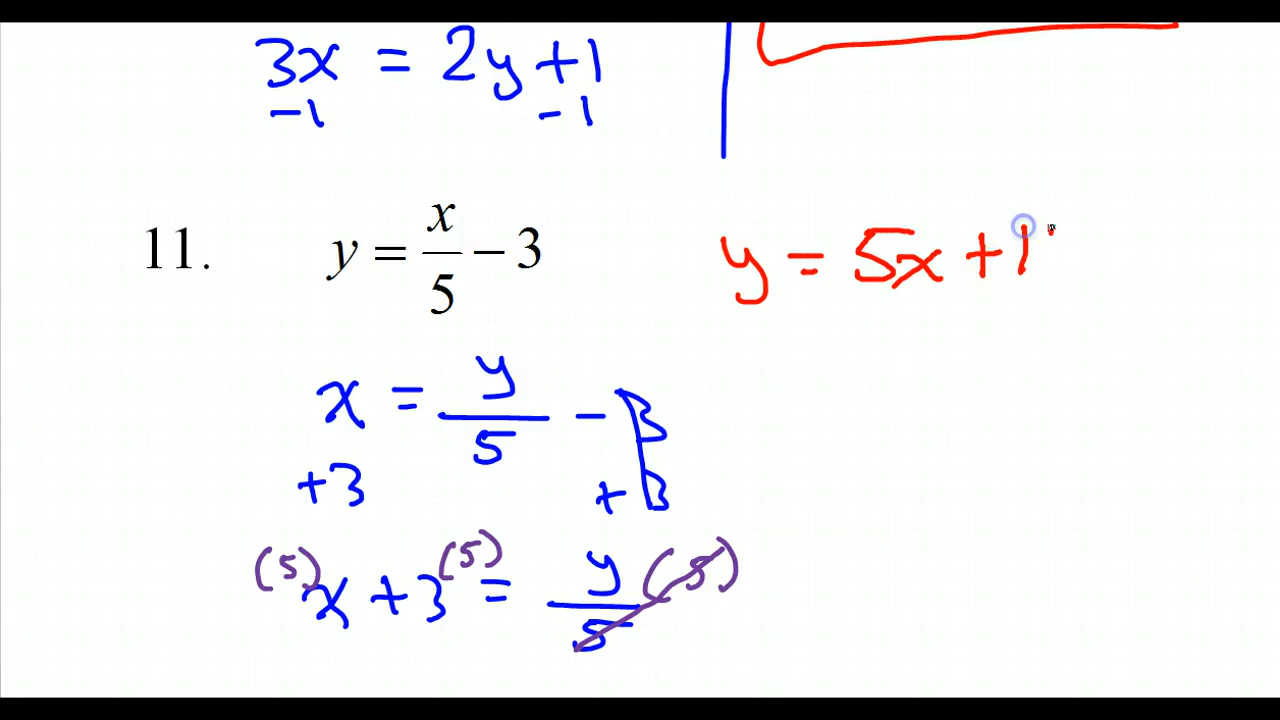 3x = 2y + 1
-1 -1
11. y = x/5 - 3
y = 5x + 1
x = y/5 - 3
+3 +3
(5)x + 3(5) = y/5 (5)